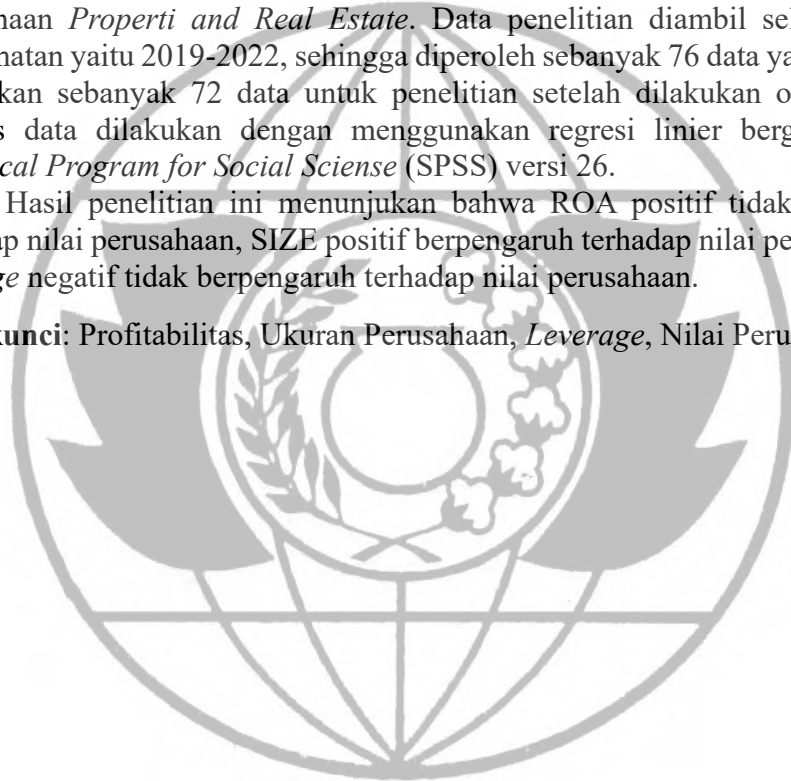 haan Properti and Real Estate. Data penelitian diambil sel
matan yaitu 2019-2022, sehingga diperoleh sebanyak 76 data ya
kan sebanyak 72 data untuk penelitian setelah dilakukan o
s data dilakukan dengan menggunakan regresi linier berg
cal Program for Social Sciense (SPSS) versi 26.
Hasil penelitian ini menunjukan bahwa ROA positif tidak
ap nilai perusahaan, SIZE positif berpengaruh terhadap nilai pe
ge negatif tidak berpengaruh terhadap nilai perusahaan.
unci: Profitabilitas, Ukuran Perusahaan, Leverage, Nilai Peru